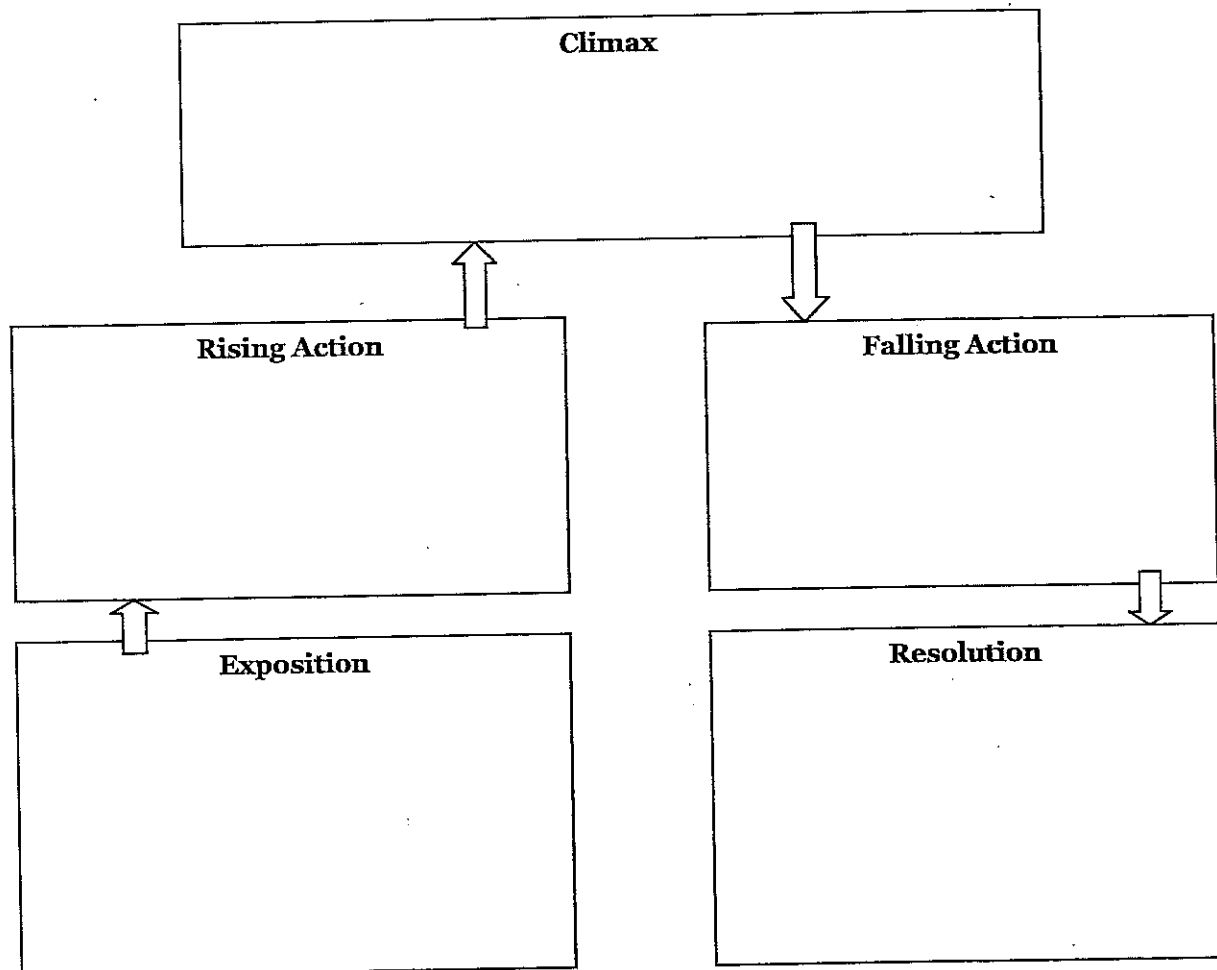 Climax
Rising Action
Falling Action
Exposition
Resolution